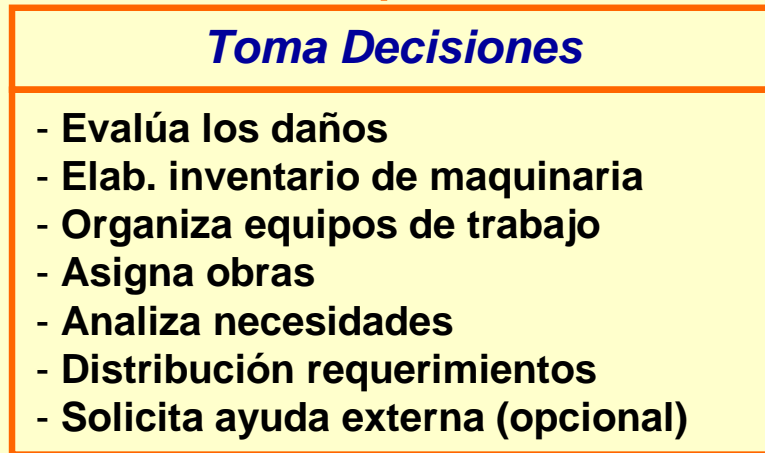 Toma Decisiones
- Evalúa los daños
- Elab. inventario de maquinaria
- Organiza equipos de trabajo
- Asigna obras
- Analiza necesidades
- Distribución requerimientos
- Solicita ayuda externa (opcional)